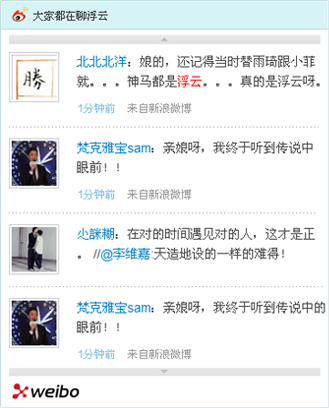 大家都在聊浮云
勝
北北北洋：娘的，还记得当时替雨琦跟小菲
就。。。神马都是浮云。。。真的是浮云呀。
1分钟前 来自新浪微博
梵克雅宝sam：亲娘呀，我终于听到传说中
眼前！！
1分钟前 来自新浪微博
尐誺糊：在对的时间遇见对的人，这才是正
。//@李维嘉:天造地设的一样的难得！
梵克雅宝sam：亲娘呀，我终于听到传说中的
眼前！！
1分钟前 来自新浪微博
weibo